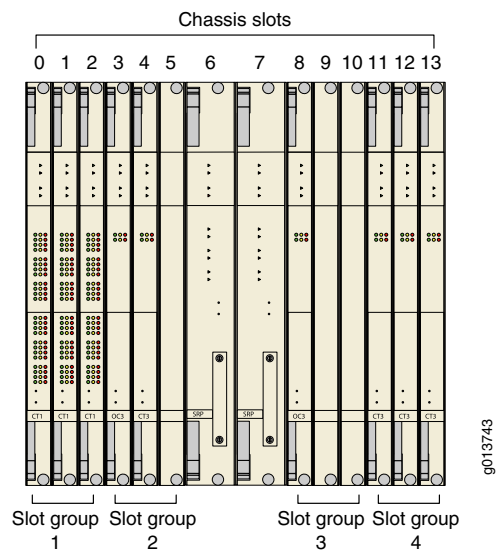 Chassis slots
0 1 2 3 4 5 6 7 8 9 10 11 12 13
CT1 CT1 CT1 OC3 CT3 SRP SRP OC3 CT3 CT3 CT3
g013743
Slot group Slot group Slot group Slot group
1 2 3 4